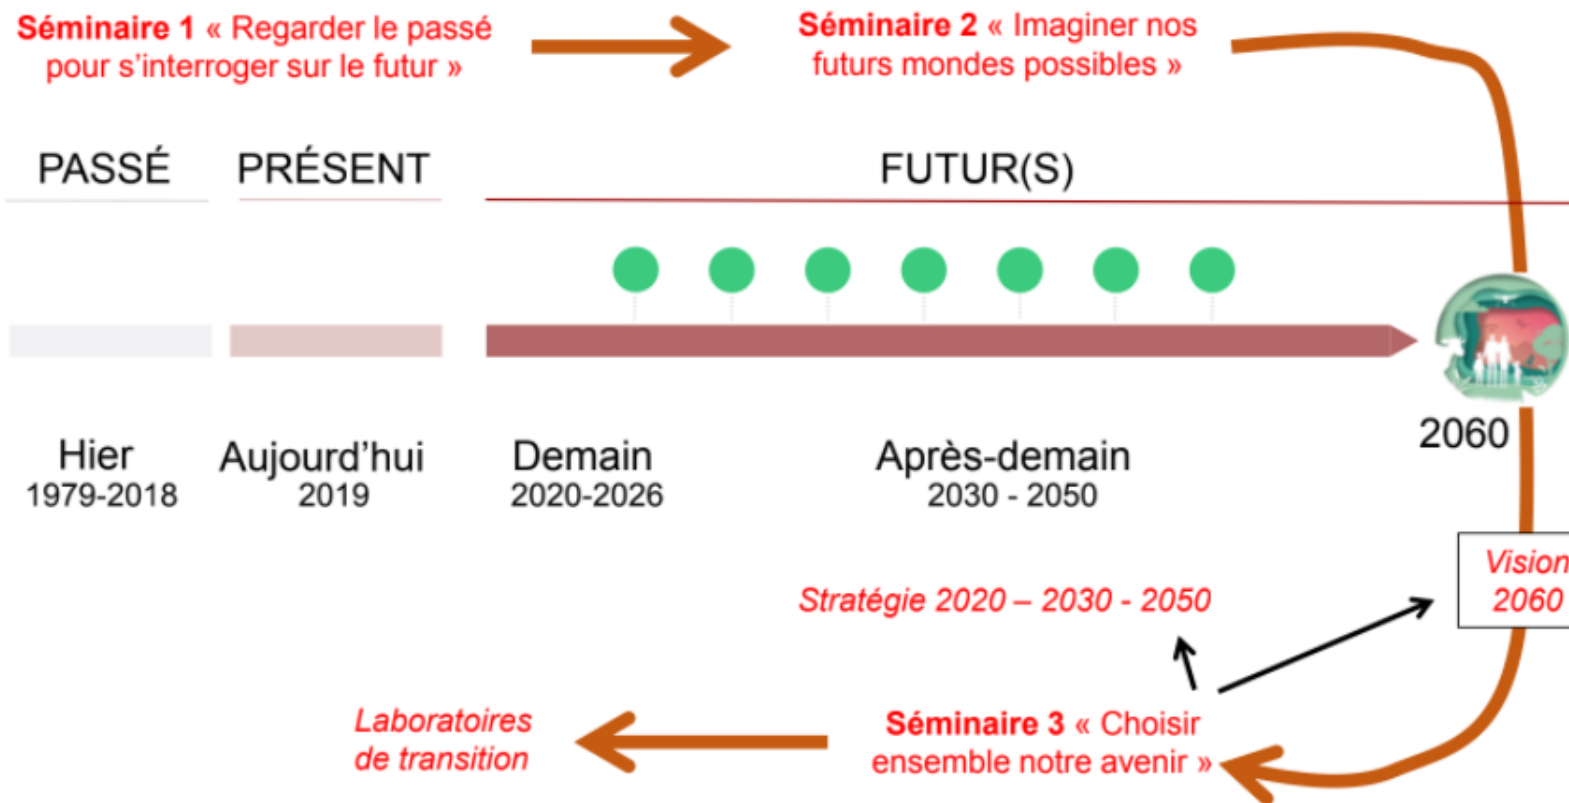 Séminaire 1 « Regarder le passé
pour s'interroger sur le futur »
Séminaire 2 « Imaginer nos
futurs mondes possibles »
PASSÉ
PRÉSENT
FUTUR(S)
Hier
1979-2018
Aujourd'hui
2019
Demain
2020-2026
Après-demain
2030 - 2050
2060
Vision
2060
Stratégie 2020 – 2030 - 2050
Séminaire 3 « Choisir
ensemble notre avenir »
Laboratoires
de transition